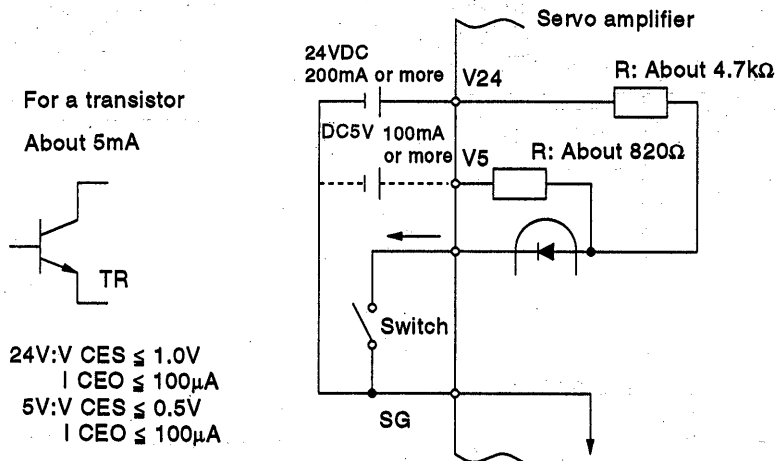 Servo amplifier
24VDC
200mA or more
V24
R: About 4.7kΩ
For a transistor
About 5mA
DC5V
100mA
or more
V5
R: About 820Ω
TR
Switch
24V:V CES ≦ 1.0V
I CEO ≦ 100μA
5V:V CES ≦ 0.5V
I CEO ≦ 100μA
SG